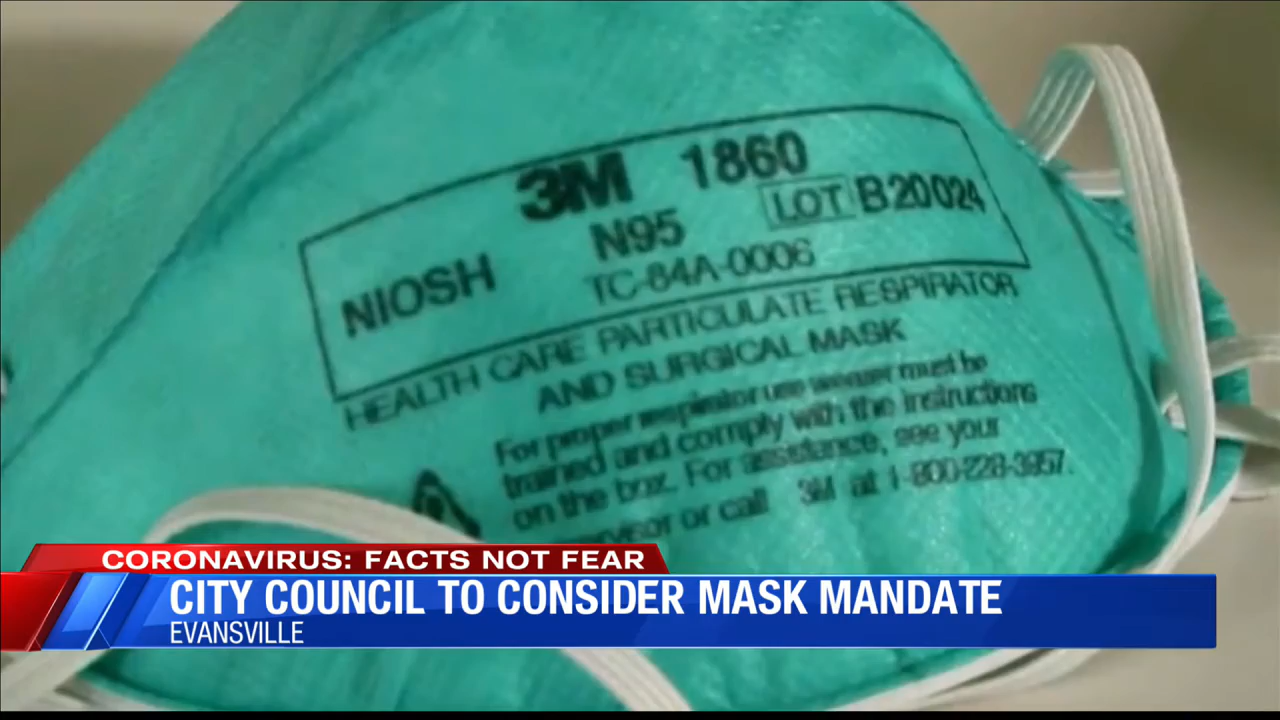 3M 1860
N95 LOT B20024
NIOSH TC-84A-0006
HEALTH CARE PARTICULATE RESPIRATOR
AND SURGICAL MASK
For proper respirator use wearer must be
trained and comply with the instructions
on the box. For assistance, see your
or call 3M at 1-800-228-3957.
CORONAVIRUS: FACTS NOT FEAR
CITY COUNCIL TO CONSIDER MASK MANDATE
EVANSVILLE